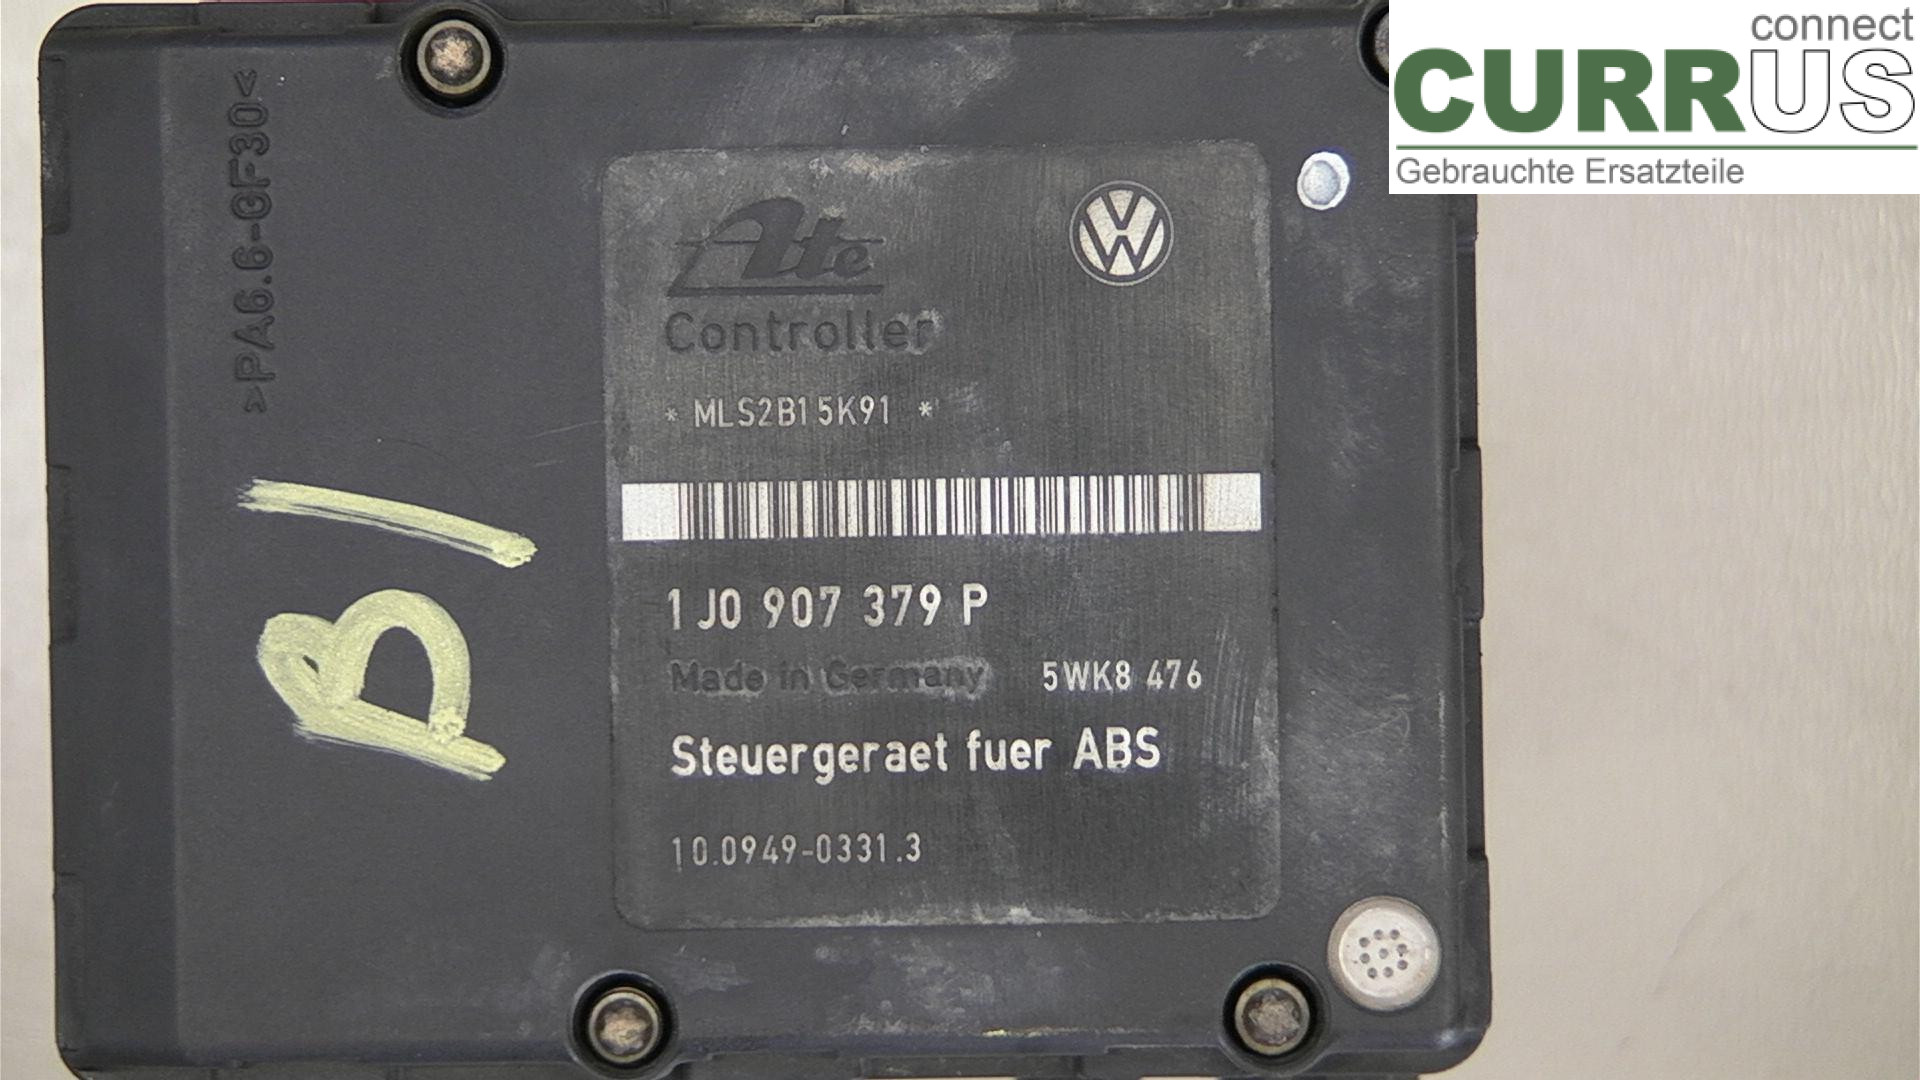 connect
CURRUS
Gebrauchte Ersatzteile
>PA6.6-GF30<
Ate
Controller
* MLS2B15K91 *
B1
1J0 907 379 P
Made in Germany 5WK8 476
Steuergeraet fuer ABS
10.0949-0331.3